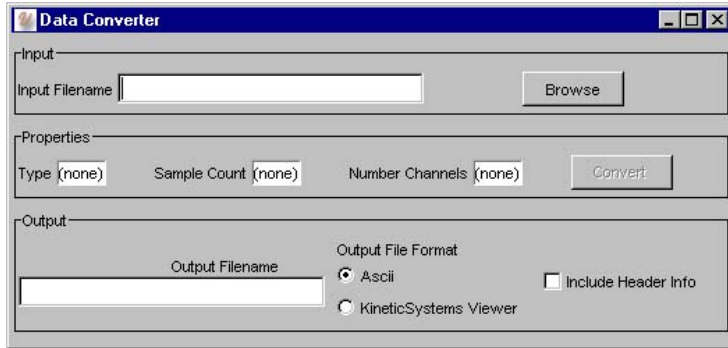 Data Converter
Input
Input Filename
Browse
Properties
Type (none) Sample Count (none) Number Channels (none) Convert
Output
Output File Format
Output Filename
Ascii
Include Header Info
KineticSystems Viewer